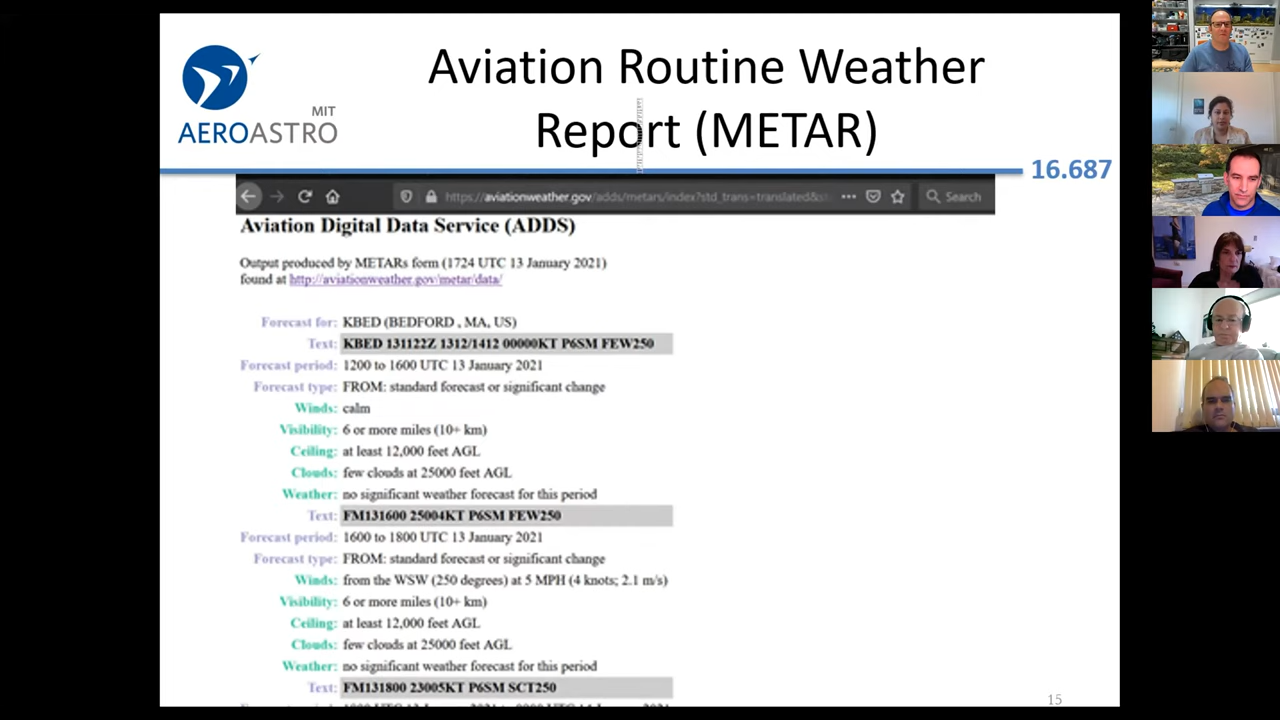 MIT
AEROASTRO
Aviation Routine Weather
Report (METAR)
16.687
https://aviationweather.gov/adds/metars/index?std_trans=translated&
Search
Aviation Digital Data Service (ADDS)
Output produced by METARs form (1724 UTC 13 January 2021)
found at http://aviationweather.gov/metar/data/
Forecast for: KBED (BEDFORD , MA, US)
Text: KBED 131122Z 1312/1412 00000KT P6SM FEW250
Forecast period: 1200 to 1600 UTC 13 January 2021
Forecast type: FROM: standard forecast or significant change
Winds: calm
Visibility: 6 or more miles (10+ km)
Ceiling: at least 12,000 feet AGL
Clouds: few clouds at 25000 feet AGL
Weather: no significant weather forecast for this period
Text: FM131600 25004KT P6SM FEW250
Forecast period: 1600 to 1800 UTC 13 January 2021
Forecast type: FROM: standard forecast or significant change
Winds: from the WSW (250 degrees) at 5 MPH (4 knots; 2.1 m/s)
Visibility: 6 or more miles (10+ km)
Ceiling: at least 12,000 feet AGL
Clouds: few clouds at 25000 feet AGL
Weather: no significant weather forecast for this period
Text: FM131800 23005KT P6SM SCT250
15